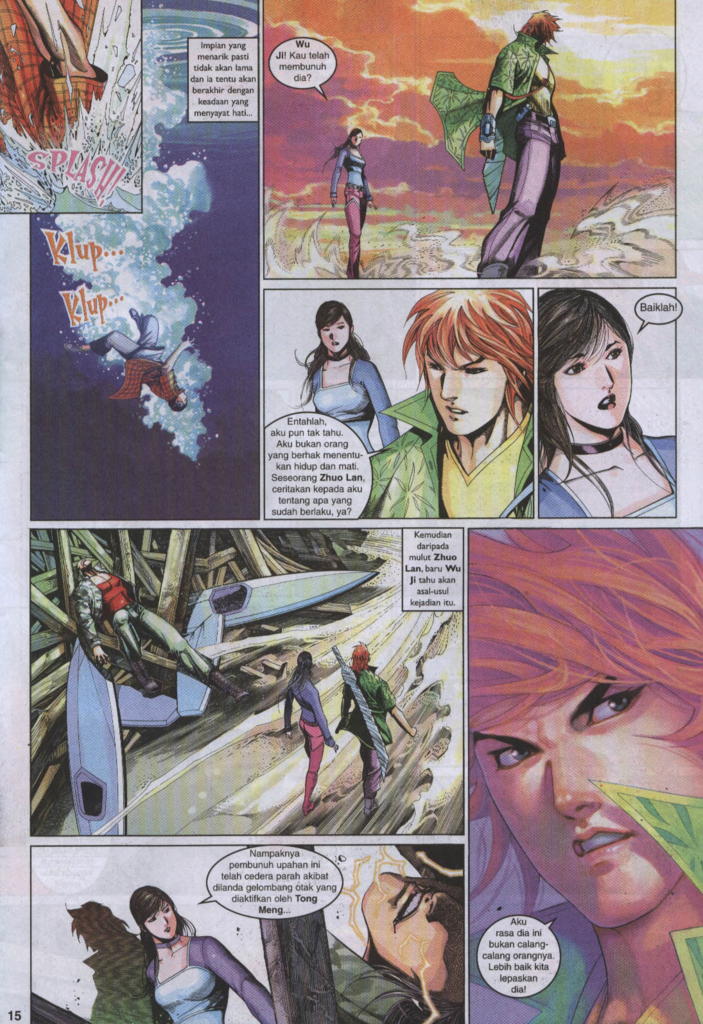 SPLASH!!
Impian yang
menarik pasti
tidak akan lama
dan ia tentu akan
berakhir dengan
keadaan yang
menyayat hati...
Klup...
Klup...
Wu
Ji! Kau telah
membunuh
dia?
Entahlah,
aku pun tak tahu.
Aku bukan orang
yang berhak menentu-
kan hidup dan mati.
Seseorang Zhuo Lan,
ceritakan kepada aku
tentang apa yang
sudah berlaku, ya?
Baiklah!
Kemudian
daripada
mulut Zhuo
Lan, baru Wu
Ji tahu akan
asal-usul
kejadian itu.
Nampaknya
pembunuh upahan ini
telah cedera parah akibat
dilanda gelombang otak yang
diaktifkan oleh Tong
Meng...
Aku
rasa dia ini
bukan calang-
calang orangnya.
Lebih baik kita
lepaskan
dia!
15